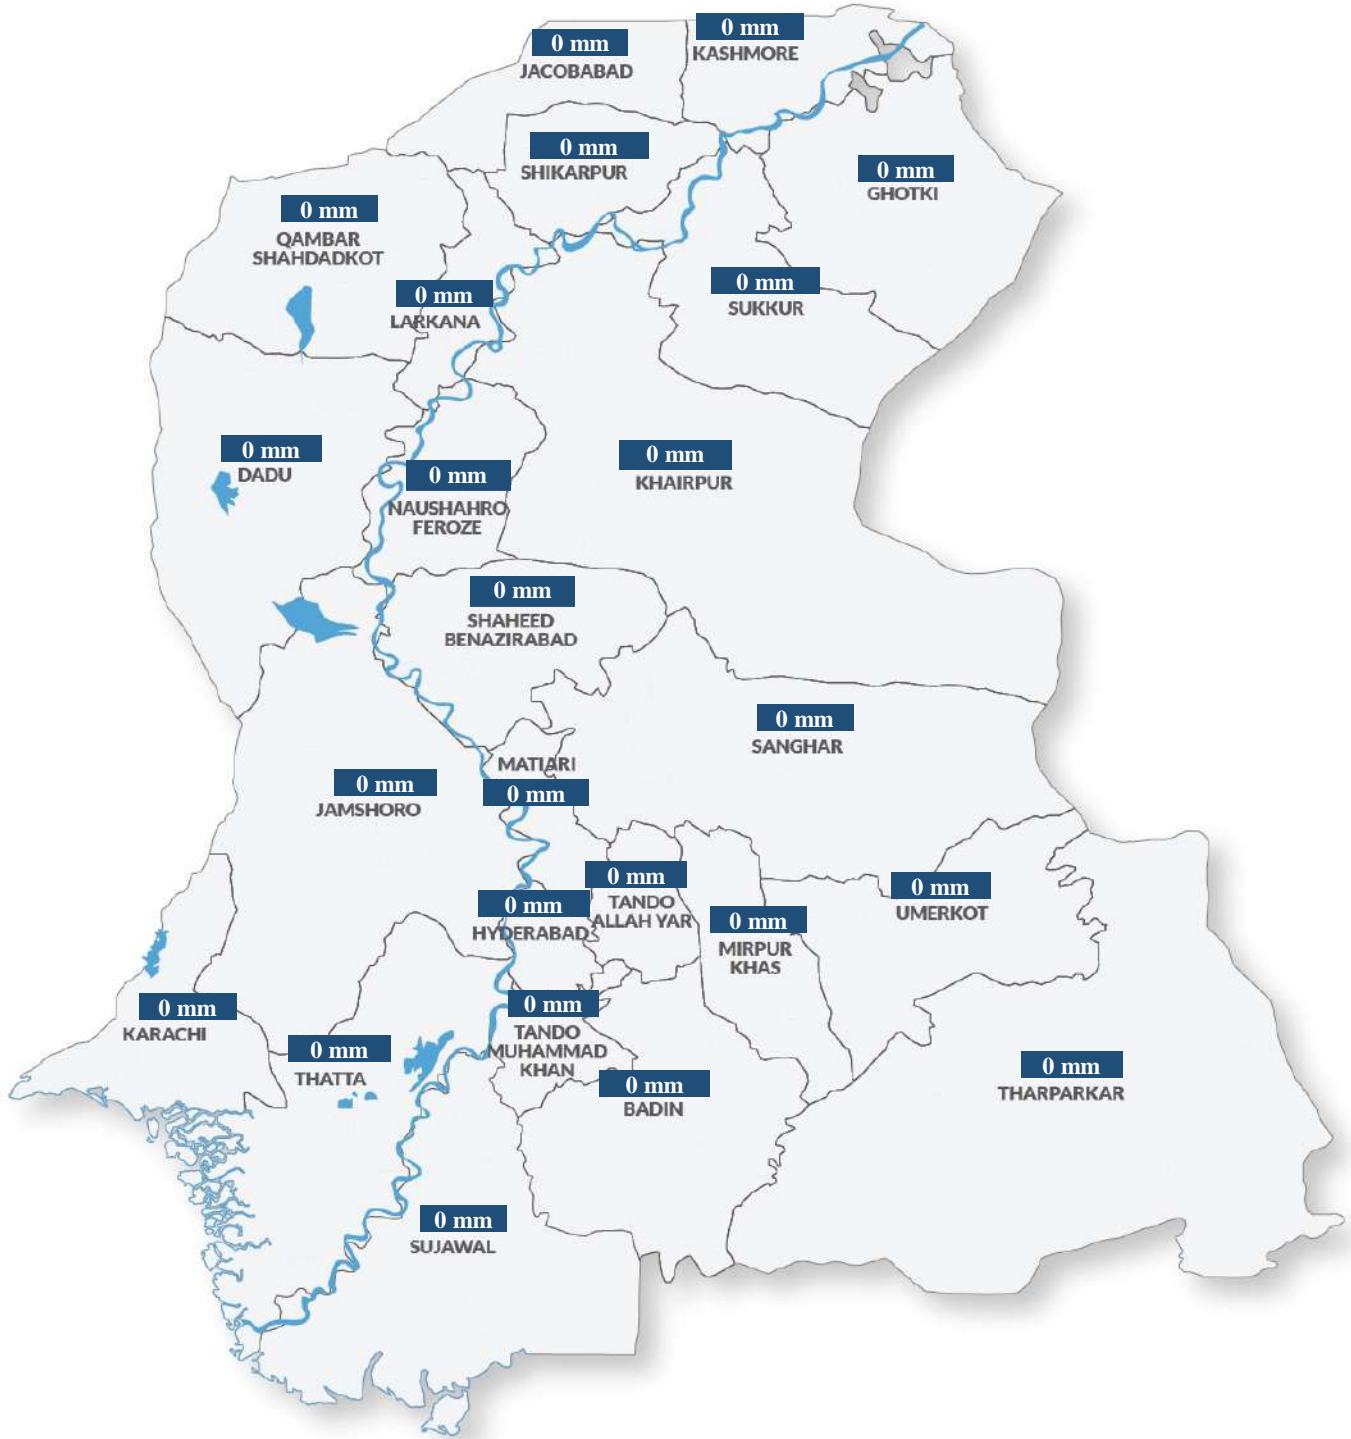 0 mm
KASHMORE
0 mm
JACOBABAD
0 mm
SHIKARPUR
0 mm
GHOTKI
0 mm
QAMBAR
SHAHDADKOT
0 mm
SUKKUR
0 mm
LARKANA
0 mm
DADU
0 mm
KHAIRPUR
0 mm
NAUSHAHRO
FEROZE
0 mm
SHAHEED
BENAZIRABAD
0 mm
SANGHAR
MATIARI
0 mm
0 mm
JAMSHORO
0 mm
TANDO
ALLAH YAR
0 mm
UMERKOT
0 mm
HYDERABAD
0 mm
MIRPUR
KHAS
0 mm
KARACHI
0 mm
TANDO
MUHAMMAD
KHAN
0 mm
THATTA
0 mm
THARPARKAR
0 mm
BADIN
0 mm
SUJAWAL